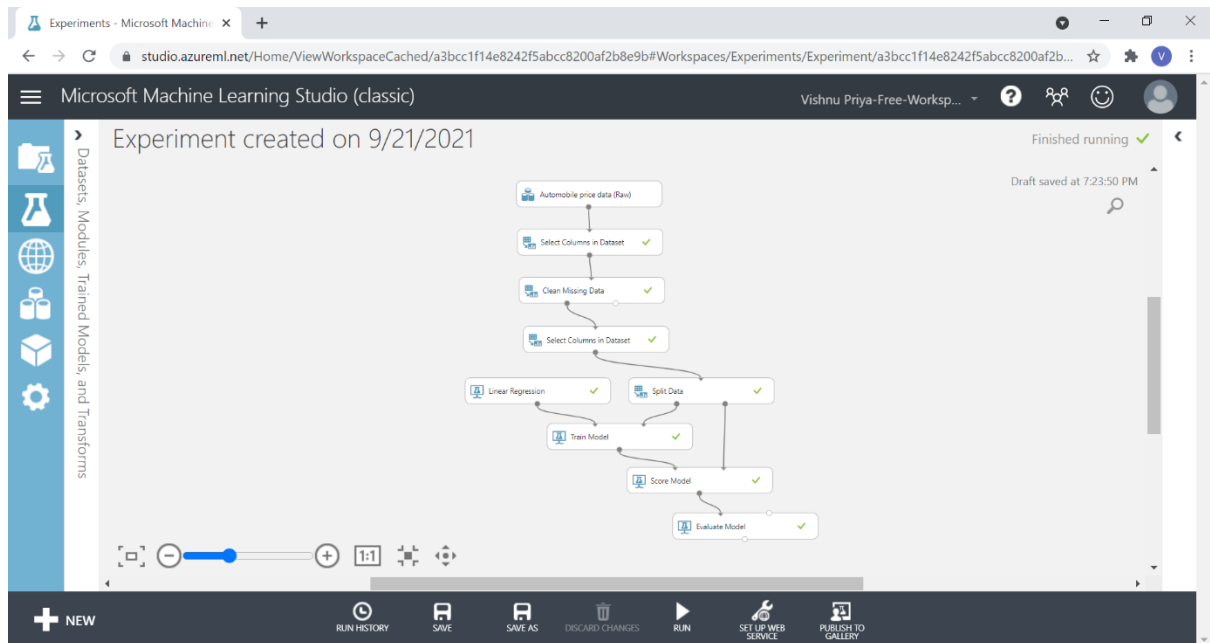 Experiments - Microsoft Machine
studio.azureml.net/Home/ViewWorkspaceCached/a3bcc1f14e8242f5abcc8200af2b8e9b#Workspaces/Experiments/Experiment/a3bcc1f14e8242f5abcc8200af2b...
V
Microsoft Machine Learning Studio (classic)
Vishnu Priya-Free-Worksp...
?
Datasets, Modules, Trained Models, and Transforms
Experiment created on 9/21/2021
Finished running
Draft saved at 7:23:50 PM
Automobile price data (Raw)
Select Columns in Dataset
Clean Missing Data
Select Columns in Dataset
Linear Regression
Split Data
Train Model
Score Model
Evaluate Model
1:1
NEW
RUN HISTORY
SAVE
SAVE AS
DISCARD CHANGES
RUN
SET UP WEB
SERVICE
PUBLISH TO
GALLERY